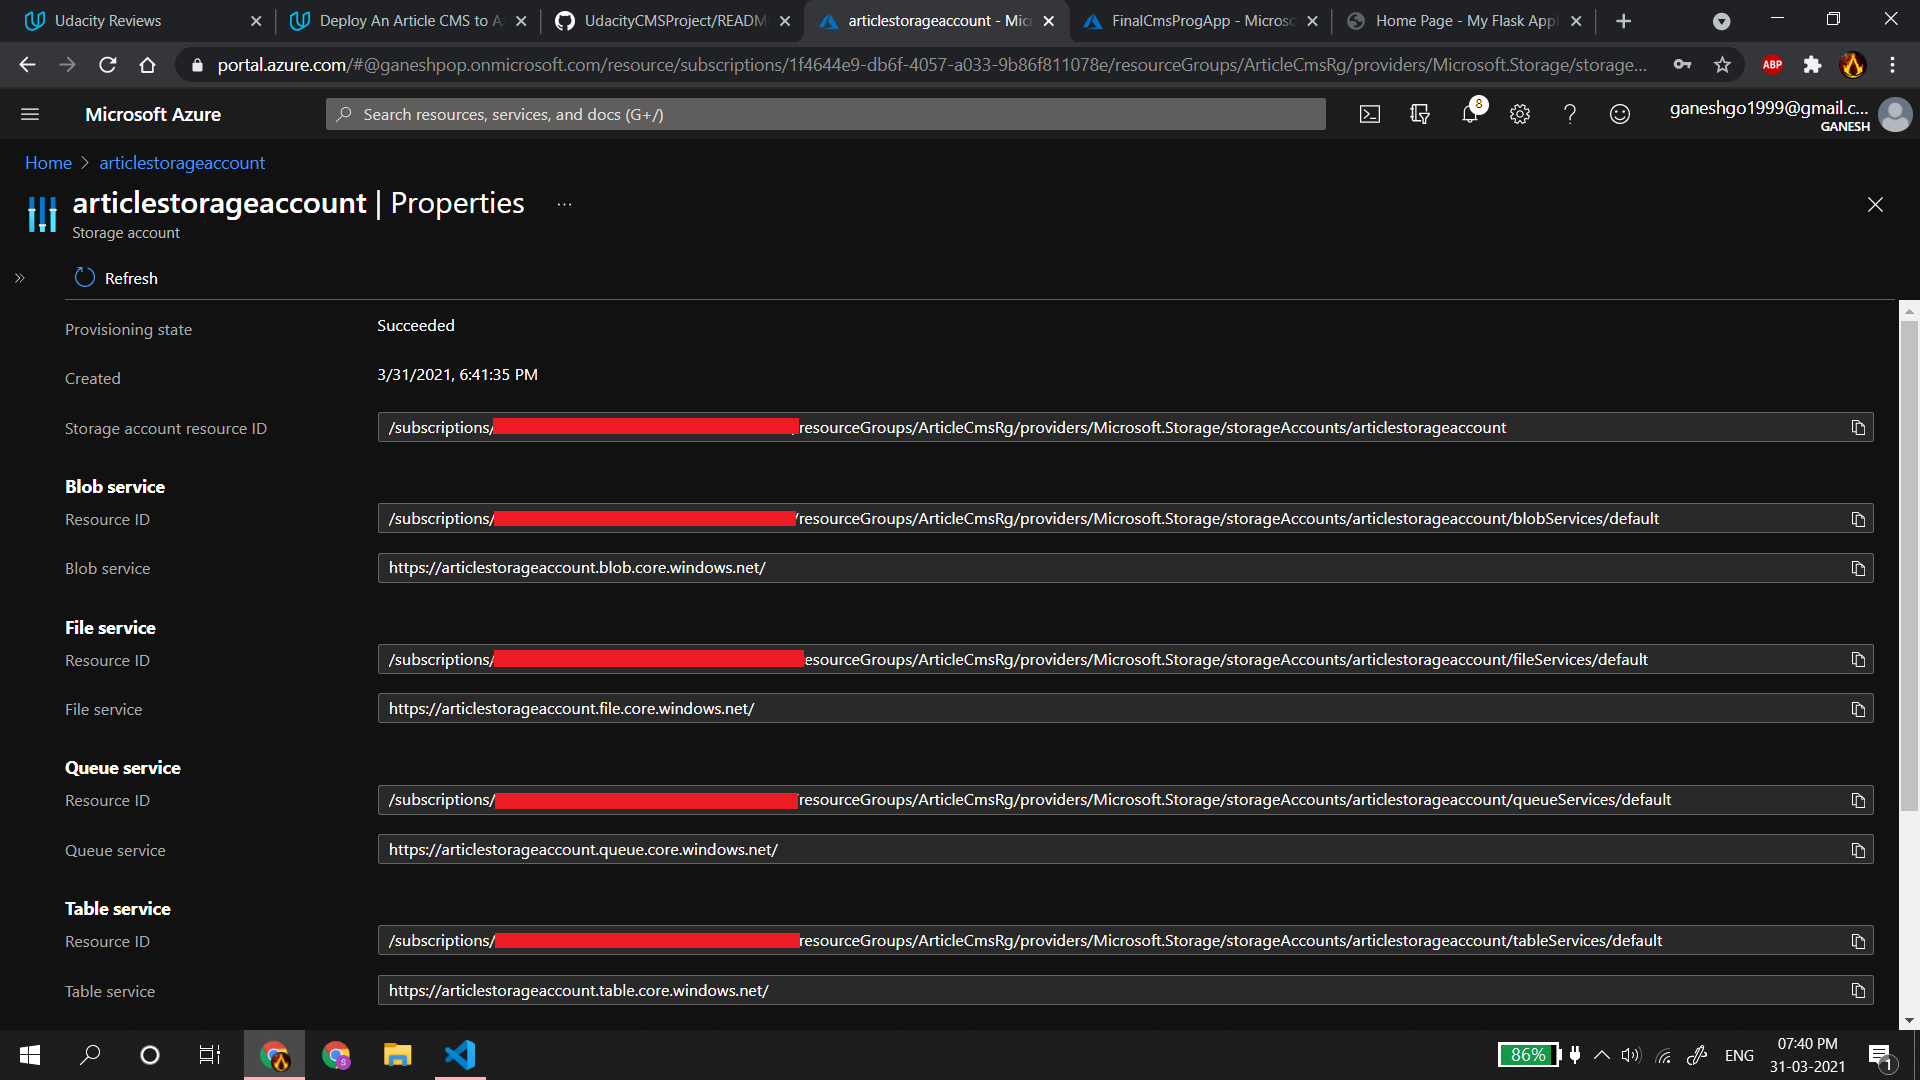 Udacity Reviews
Deploy An Article CMS to A
UdacityCMSProject/READM
articlestorageaccount - Mic
FinalCmsProgApp - Microso
Home Page - My Flask Appl
portal.azure.com/#@ganeshpop.onmicrosoft.com/resource/subscriptions/1f4644e9-db6f-4057-a033-9b86f811078e/resourceGroups/ArticleCmsRg/providers/Microsoft.Storage/storage...
ABP
Microsoft Azure
Search resources, services, and docs (G+/)
8
ganeshgo1999@gmail.c...
GANESH
Home > articlestorageaccount
articlestorageaccount | Properties ...
Storage account
Refresh
Provisioning state
Succeeded
Created
3/31/2021, 6:41:35 PM
Storage account resource ID
/subscriptions/ resourceGroups/ArticleCmsRg/providers/Microsoft.Storage/storageAccounts/articlestorageaccount
Blob service
Resource ID
/subscriptions/ /resourceGroups/ArticleCmsRg/providers/Microsoft.Storage/storageAccounts/articlestorageaccount/blobServices/default
Blob service
https://articlestorageaccount.blob.core.windows.net/
File service
Resource ID
/subscriptions/ esourceGroups/ArticleCmsRg/providers/Microsoft.Storage/storageAccounts/articlestorageaccount/fileServices/default
File service
https://articlestorageaccount.file.core.windows.net/
Queue service
Resource ID
/subscriptions/ resourceGroups/ArticleCmsRg/providers/Microsoft.Storage/storageAccounts/articlestorageaccount/queueServices/default
Queue service
https://articlestorageaccount.queue.core.windows.net/
Table service
Resource ID
/subscriptions/ resourceGroups/ArticleCmsRg/providers/Microsoft.Storage/storageAccounts/articlestorageaccount/tableServices/default
Table service
https://articlestorageaccount.table.core.windows.net/
S
86%
ENG
07:40 PM
31-03-2021
1